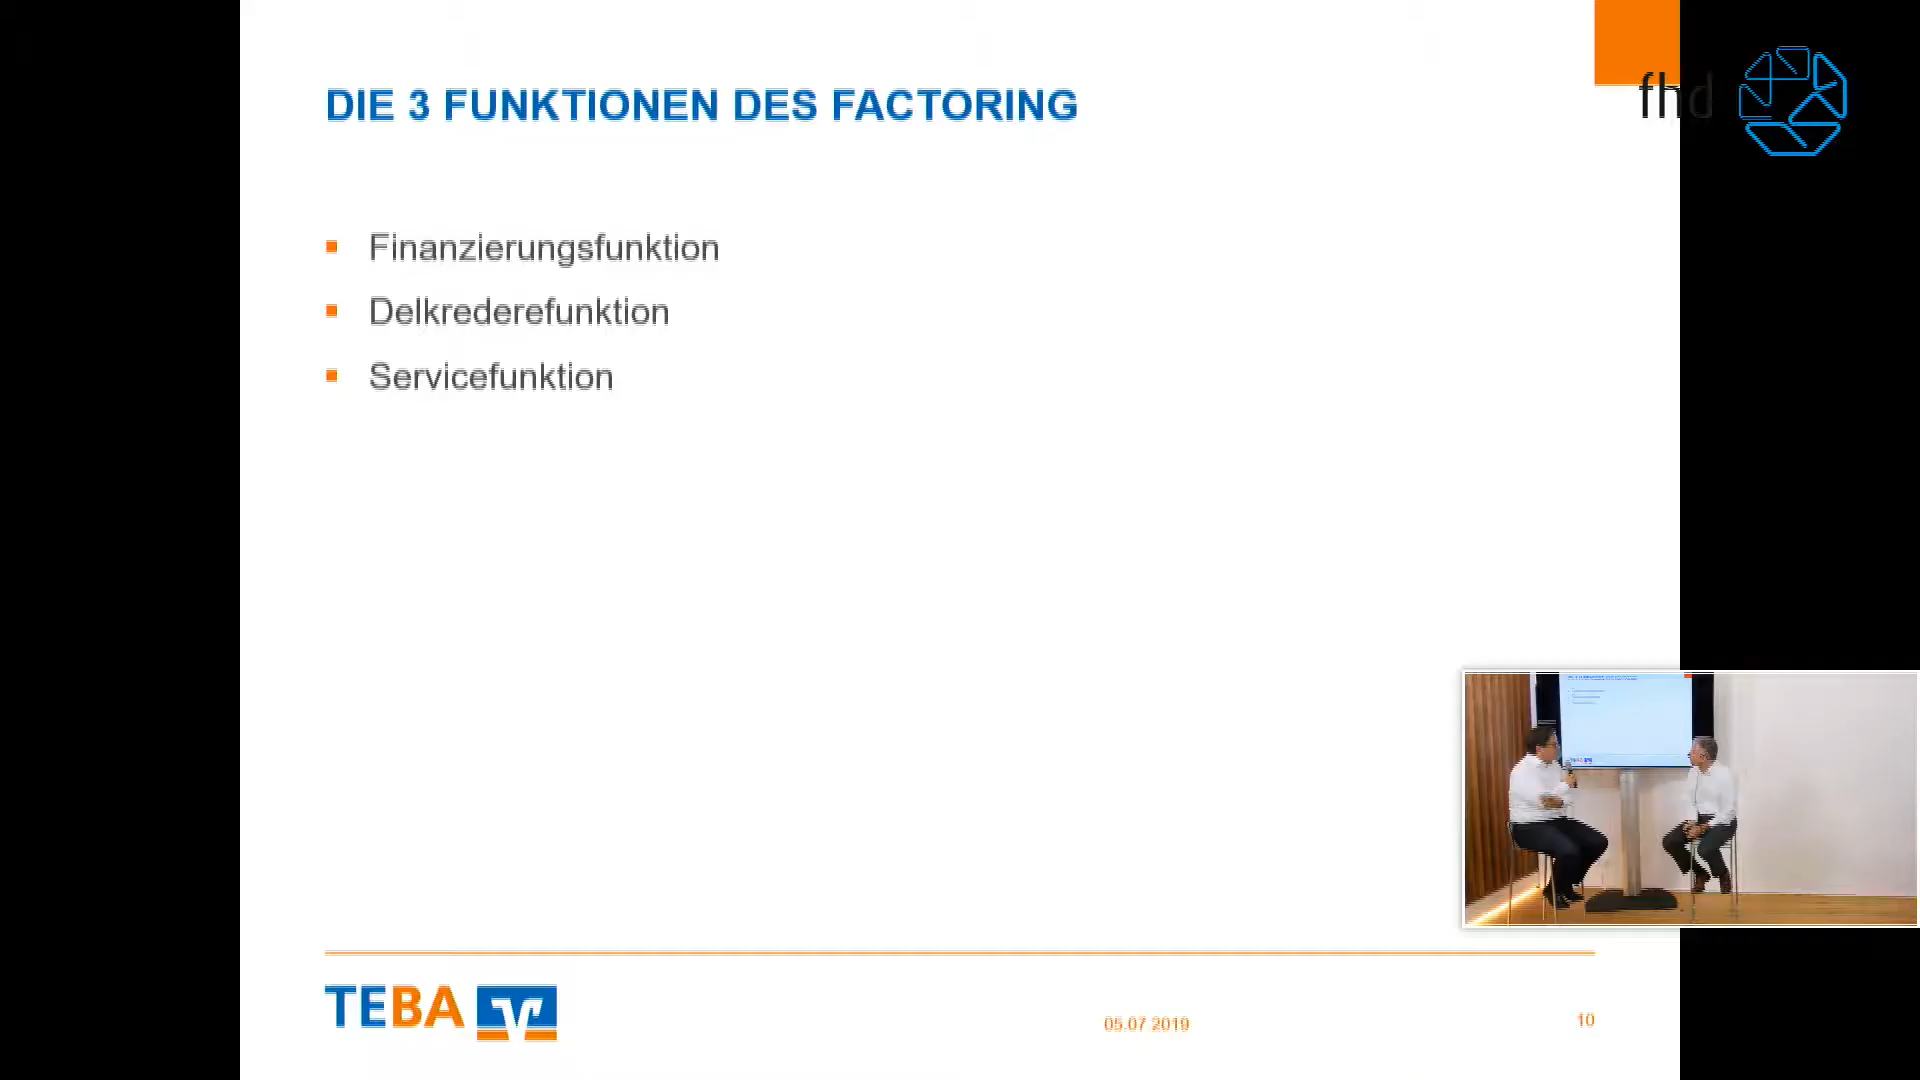 DIE 3 FUNKTIONEN DES FACTORING
fhd
Finanzierungsfunktion
Delkrederefunktion
Servicefunktion
TEBA
05.07 2019
10